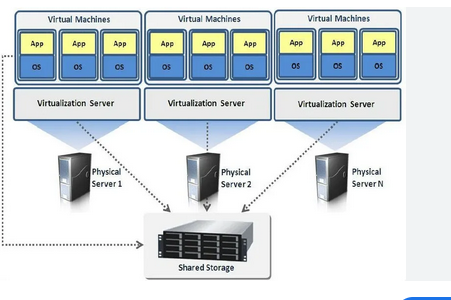 Virtual Machines
Virtual Machines
Virtual Machines
App
App
App
App
App
App
App
App
App
OS
OS
OS
OS
OS
OS
OS
OS
OS
Virtualization Server
Virtualization Server
Virtualization Server
Physical
Server 1
Physical
Server 2
Physical
Server N
Shared Storage